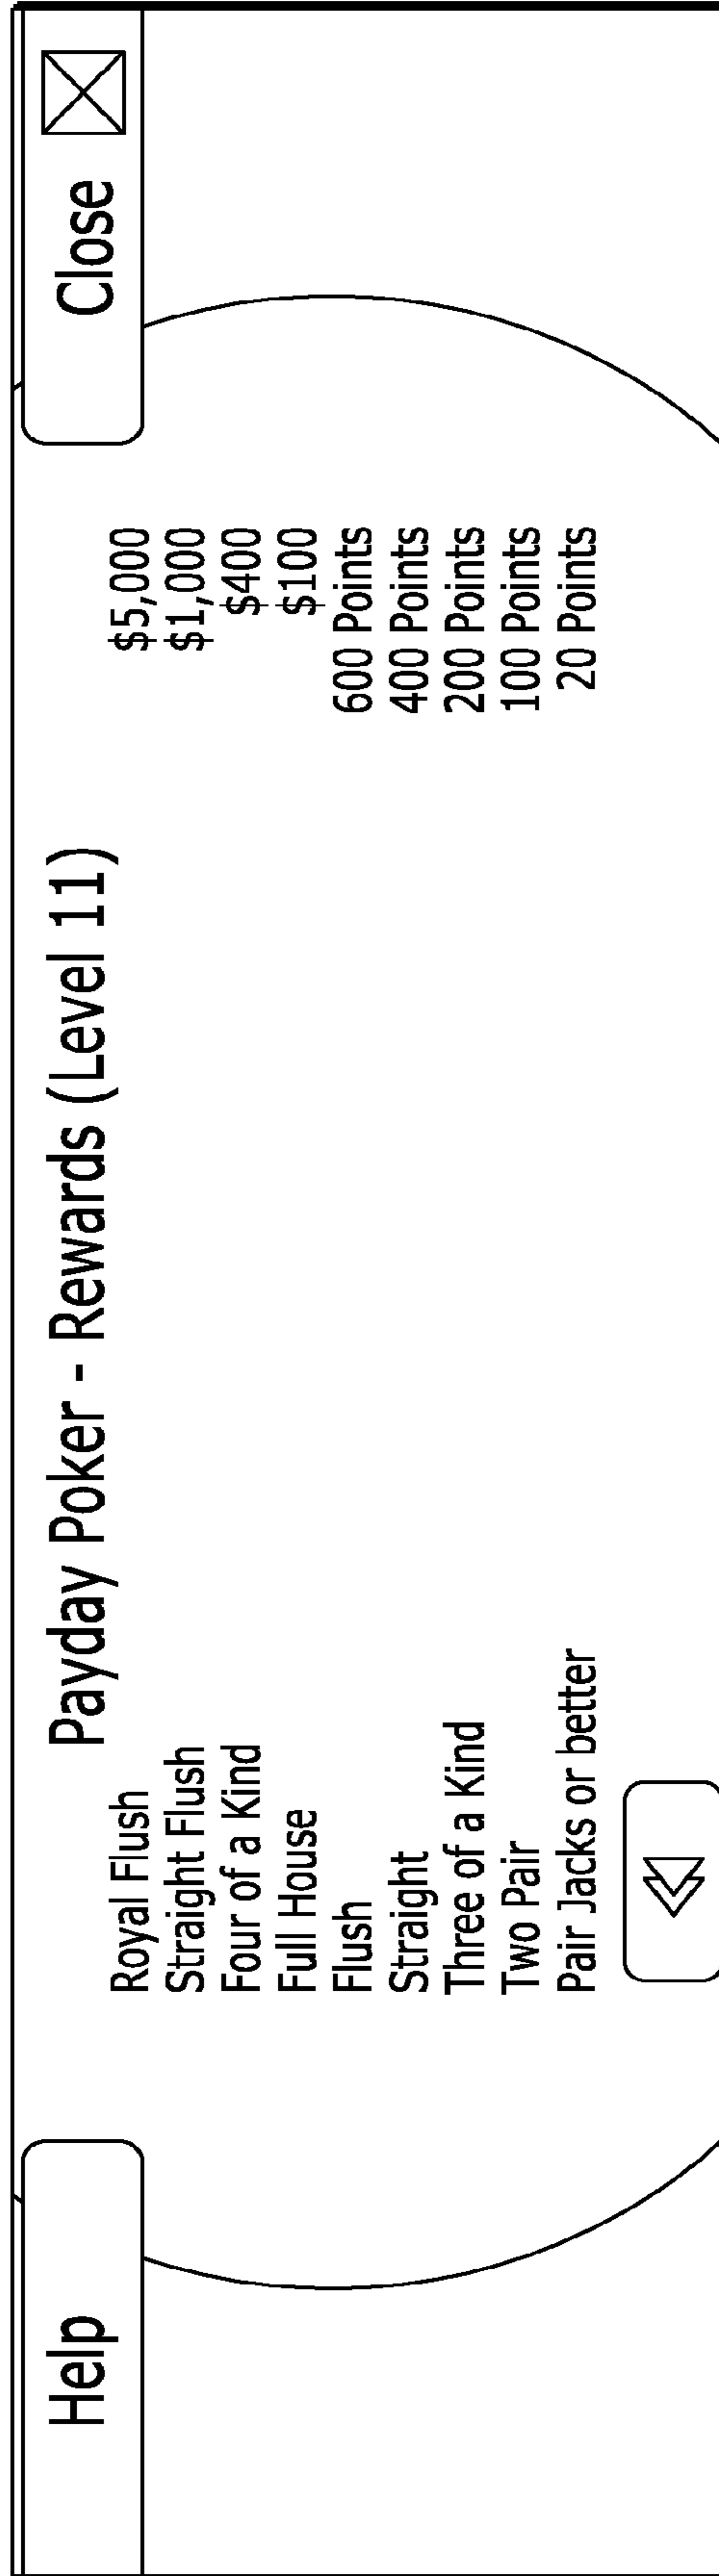 Help
Close
Payday Poker - Rewards (Level 11)
Royal Flush $5,000
Straight Flush $1,000
Four of a Kind $400
Full House $100
Flush 600 Points
Straight 400 Points
Three of a Kind 200 Points
Two Pair 100 Points
Pair Jacks or better 20 Points